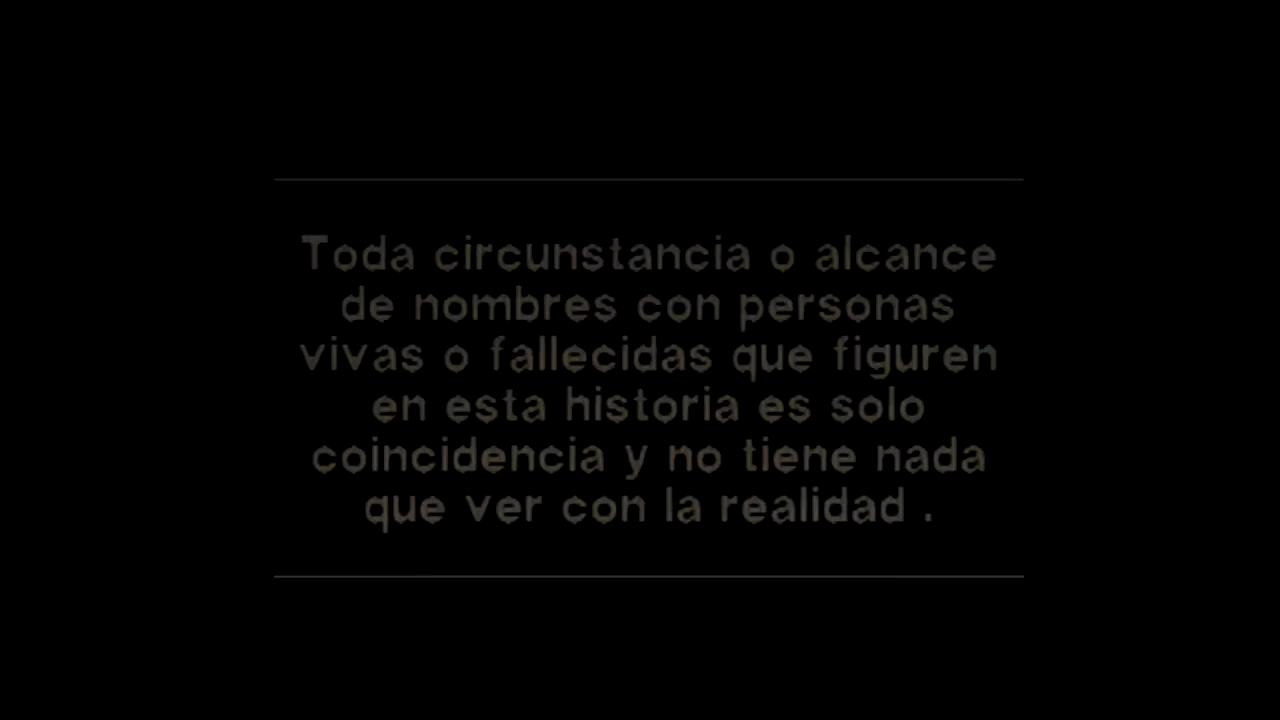 Toda circunstancia o alcance
de nombres con personas
vivas o fallecidas que figuren
en esta historia es solo
coincidencia y no tiene nada
que ver con la realidad .